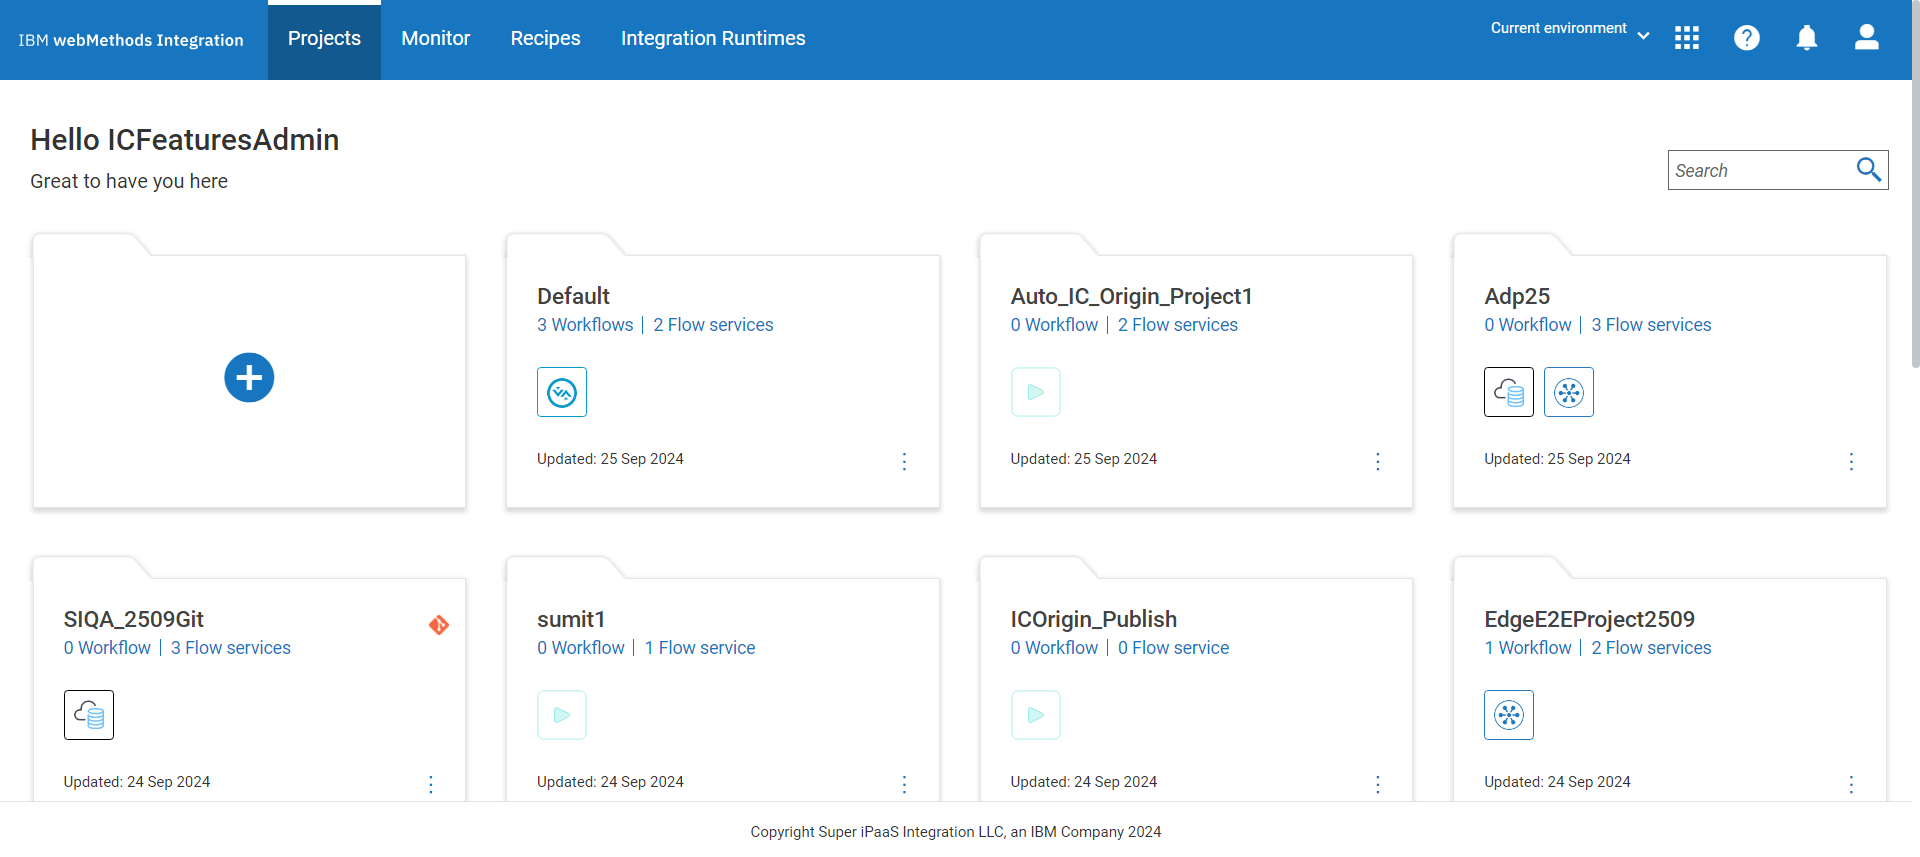 IBM webMethods Integration
Projects
Monitor
Recipes
Integration Runtimes
Current environment
Hello ICFeaturesAdmin
Great to have you here
Search
Default
3 Workflows | 2 Flow services
Updated: 25 Sep 2024
Auto_IC_Origin_Project1
0 Workflow | 2 Flow services
Updated: 25 Sep 2024
Adp25
0 Workflow | 3 Flow services
Updated: 25 Sep 2024
SIQA_2509Git
0 Workflow | 3 Flow services
Updated: 24 Sep 2024
sumit1
0 Workflow | 1 Flow service
Updated: 24 Sep 2024
ICOrigin_Publish
0 Workflow | 0 Flow service
Updated: 24 Sep 2024
EdgeE2EProject2509
1 Workflow | 2 Flow services
Updated: 24 Sep 2024
Copyright Super iPaaS Integration LLC, an IBM Company 2024